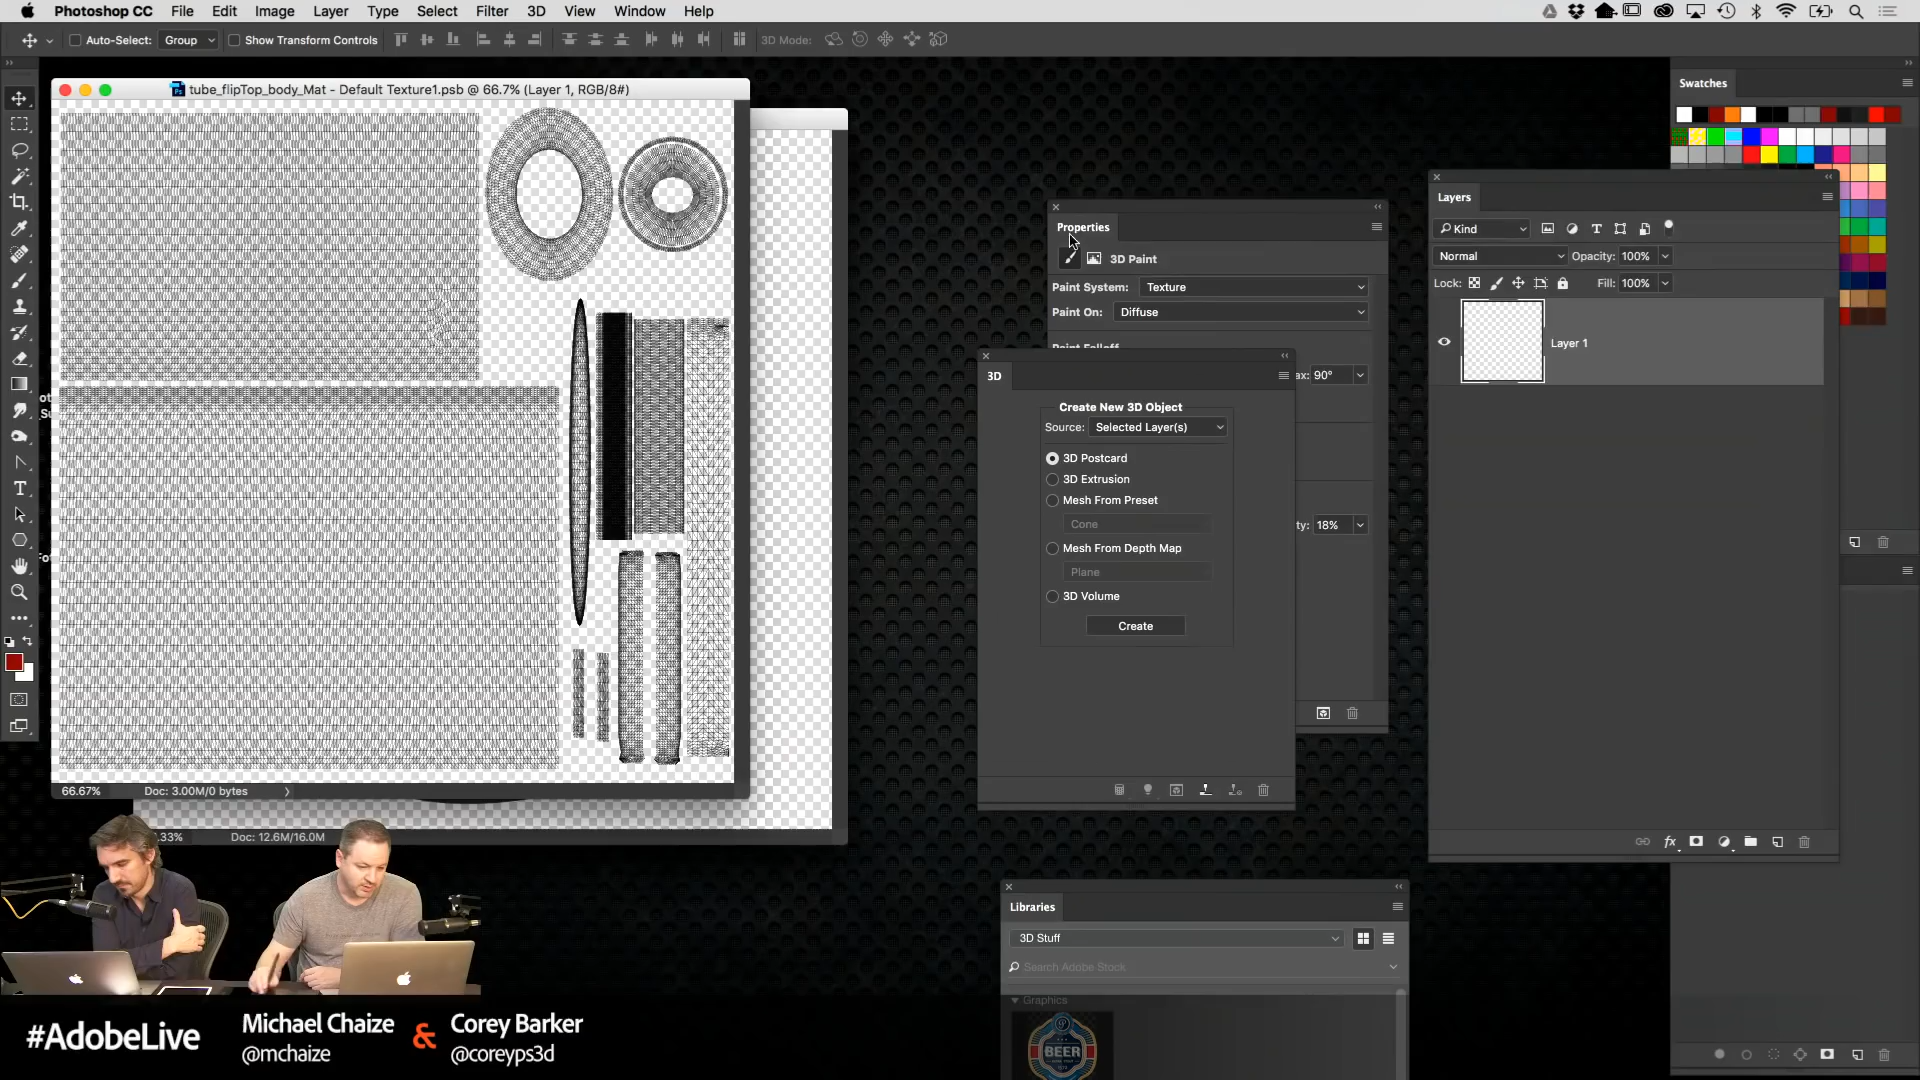 Photoshop CC File Edit Image Layer Type Select Filter 3D View Window Help
Auto-Select: Group Show Transform Controls 3D Mode:
tube_flipTop_body_Mat - Default Texture1.psb @ 66.7% (Layer 1, RGB/8#)
Swatches
Properties
3D Paint
Paint System: Texture
Paint On: Diffuse
Paint Falloff
ax: 90°
ty: 18%
3D
Create New 3D Object
Source: Selected Layer(s)
3D Postcard
3D Extrusion
Mesh From Preset
Cone
Mesh From Depth Map
Plane
3D Volume
Create
Layers
Kind
Normal Opacity: 100%
Lock: Fill: 100%
Layer 1
66.67% Doc: 3.00M/0 bytes
.33% Doc: 12.6M/16.0M
Libraries
3D Stuff
Search Adobe Stock
Graphics
BEER
#AdobeLive
Michael Chaize
@mchaize
&
Corey Barker
@coreyps3d